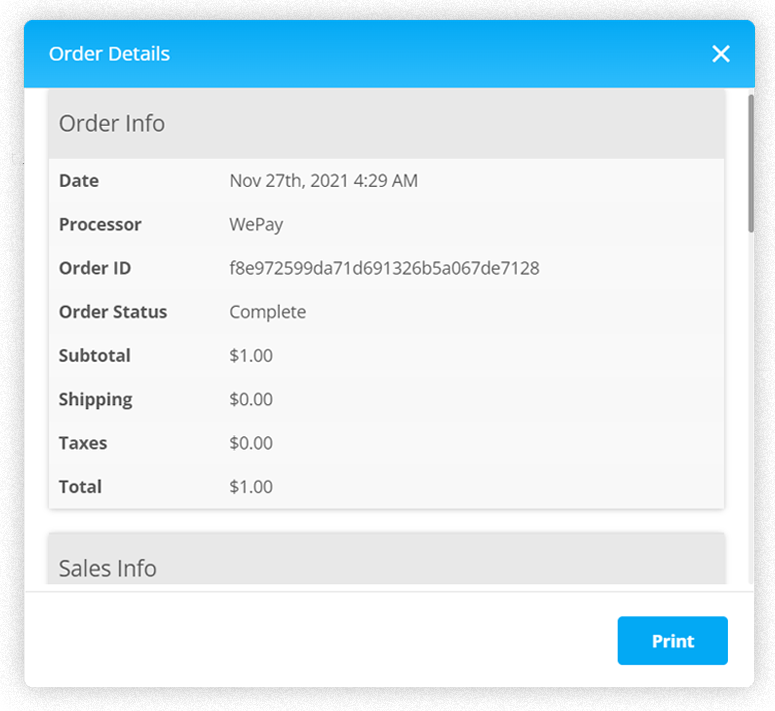 Order Details
Order Info
Date Nov 27th, 2021 4:29 AM
Processor WePay
Order ID f8e972599da71d691326b5a067de7128
Order Status Complete
Subtotal $1.00
Shipping $0.00
Taxes $0.00
Total $1.00
Sales Info
Print